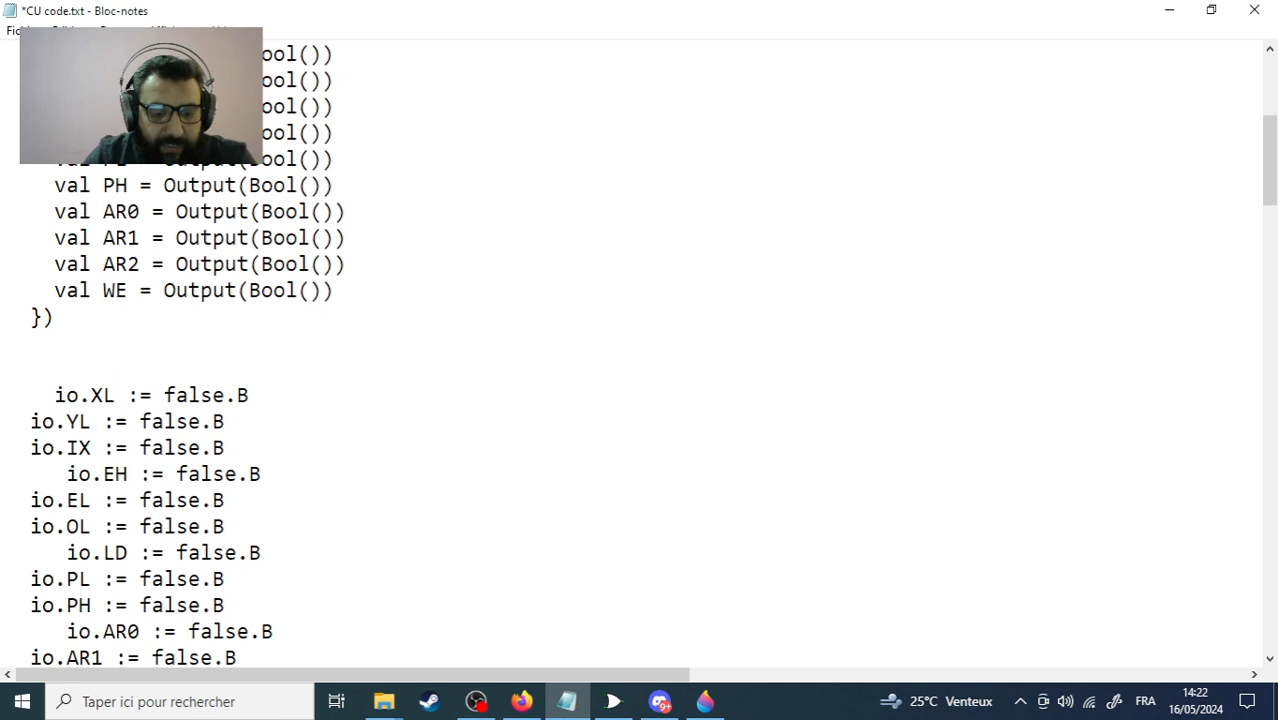 *CU code.txt - Bloc-notes
ool())
ool())
ool())
ool())
Output(Bool())
val PH = Output(Bool())
val AR0 = Output(Bool())
val AR1 = Output(Bool())
val AR2 = Output(Bool())
val WE = Output(Bool())
})
io.XL := false.B
io.YL := false.B
io.IX := false.B
io.EH := false.B
io.EL := false.B
io.OL := false.B
io.LD := false.B
io.PL := false.B
io.PH := false.B
io.AR0 := false.B
io.AR1 := false.B
Taper ici pour rechercher
9+
25°C Venteux
FRA
14:22
16/05/2024